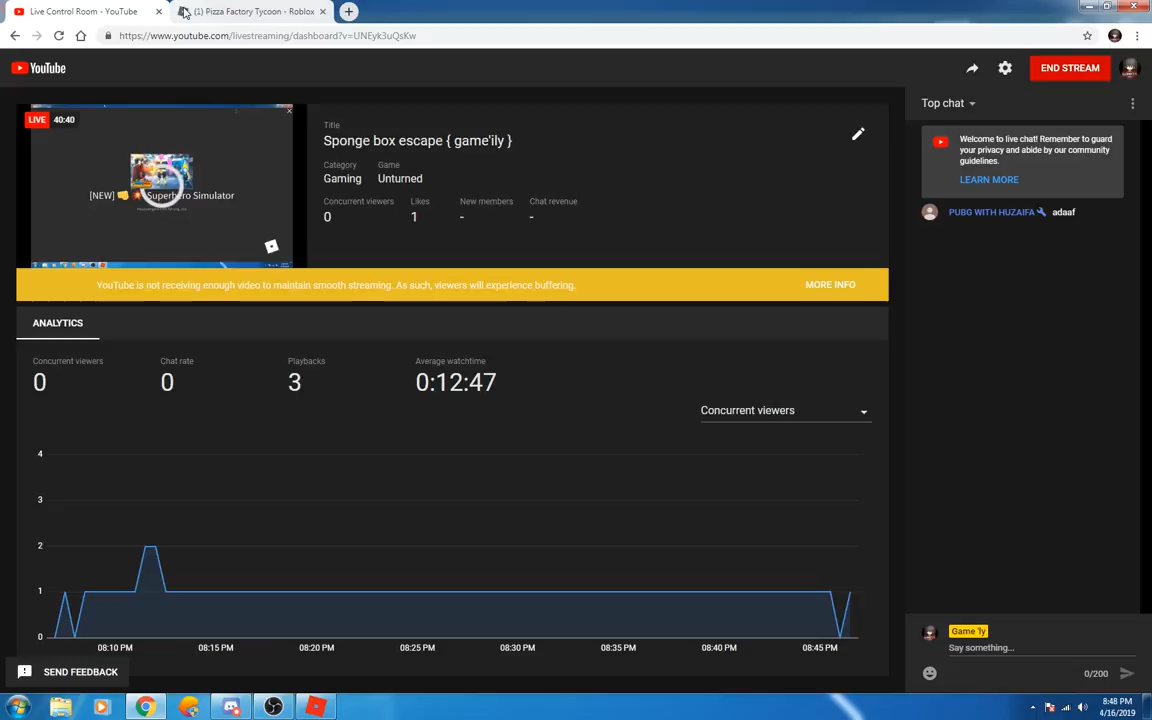 Live Control Room - YouTube
(1) Pizza Factory Tycoon - Roblox
https://www.youtube.com/livestreaming/dashboard?v=UNEyk3uQsKw
YouTube
END STREAM
LIVE 40:40
[NEW] 👊 💥 Superhero Simulator
Title
Sponge box escape { game'ily }
Category
Game
Gaming
Unturned
Concurrent viewers
Likes
New members
Chat revenue
0
1
-
-
YouTube is not receiving enough video to maintain smooth streaming. As such, viewers will experience buffering.
MORE INFO
ANALYTICS
Concurrent viewers
Chat rate
Playbacks
Average watchtime
0
0
3
0:12:47
Concurrent viewers
4
3
2
1
0
08:10 PM
08:15 PM
08:20 PM
08:25 PM
08:30 PM
08:35 PM
08:40 PM
08:45 PM
SEND FEEDBACK
Top chat
Welcome to live chat! Remember to guard
your privacy and abide by our community
guidelines.
LEARN MORE
PUBG WITH HUZAIFA adaaf
Game 'ly
Say something...
0/200
8:48 PM
4/16/2019